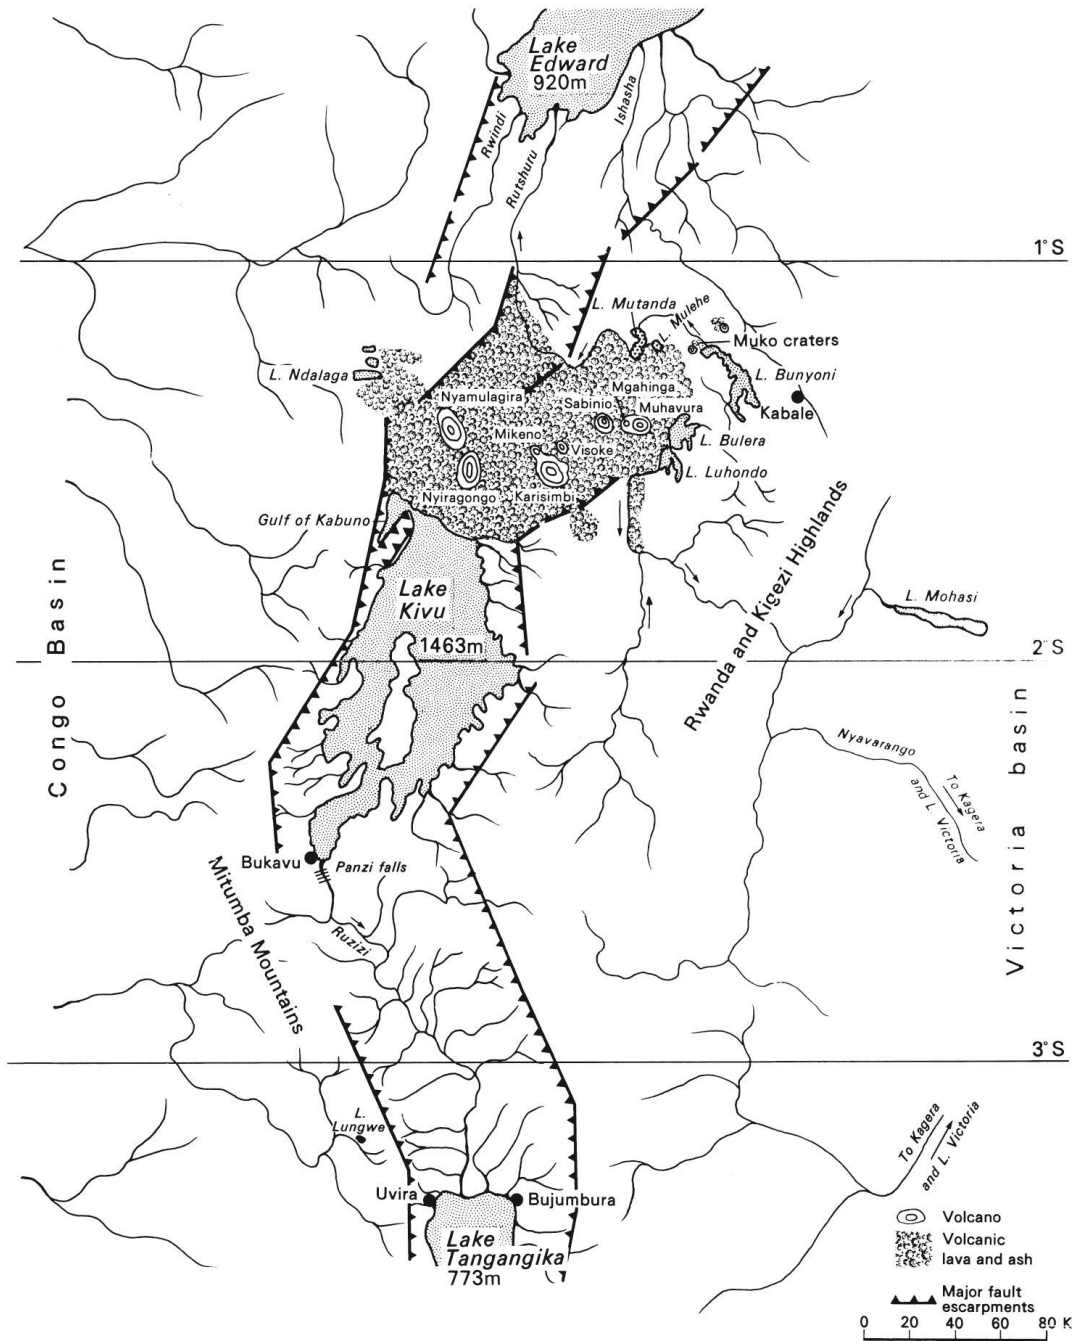 Lake
Edward
920m
Ishasha
Rwindi
Rutshuru
1°S
L. Mutanda
L. Mulehe
Muko craters
L. Ndalaga
L. Bunyoni
Mgahinga
Nyamulagira
Sabinio
Muhavura
Kabale
Mikeno
Visoke
L. Bulera
L. Luhondo
Nyiragongo
Karisimbi
Gulf of Kabuno
Congo Basin
Lake
Kivu
1463m
L. Mohasi
Rwanda and Kigezi Highlands
2°S
Nyavarango
To Kagera
and L. Victoria
Victoria basin
Bukavu
Panzi falls
Mitumba Mountains
Ruzizi
3°S
L.
Lungwe
To Kagera
and L. Victoria
Uvira
Bujumbura
Lake
Tangangika
773m
Volcano
Volcanic
lava and ash
Major fault
escarpments
0 20 40 60 80 K